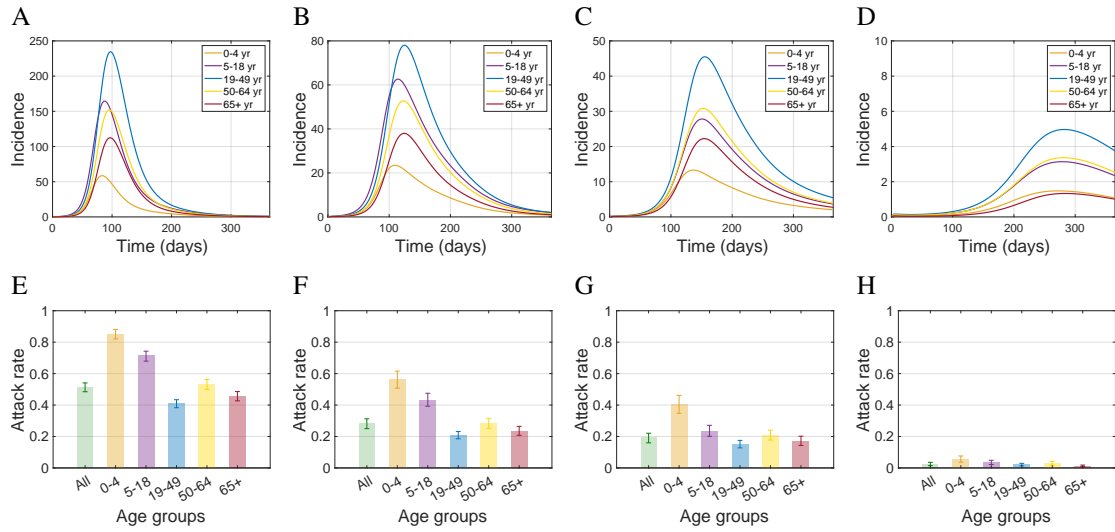 A
B
C
D
250
200
150
100
50
0
Incidence
0
100
200
300
Time (days)
0-4 yr
5-18 yr
19-49 yr
50-64 yr
65+ yr
80
60
40
20
0
Incidence
0
100
200
300
Time (days)
0-4 yr
5-18 yr
19-49 yr
50-64 yr
65+ yr
50
40
30
20
10
0
Incidence
0
100
200
300
Time (days)
0-4 yr
5-18 yr
19-49 yr
50-64 yr
65+ yr
10
8
6
4
2
0
Incidence
0
100
200
300
Time (days)
0-4 yr
5-18 yr
19-49 yr
50-64 yr
65+ yr
E
F
G
H
1
0.8
0.6
0.4
0.2
0
Attack rate
All
0-4
5-18
19-49
50-64
65+
Age groups
1
0.8
0.6
0.4
0.2
0
Attack rate
All
0-4
5-18
19-49
50-64
65+
Age groups
1
0.8
0.6
0.4
0.2
0
Attack rate
All
0-4
5-18
19-49
50-64
65+
Age groups
1
0.8
0.6
0.4
0.2
0
Attack rate
All
0-4
5-18
19-49
50-64
65+
Age groups